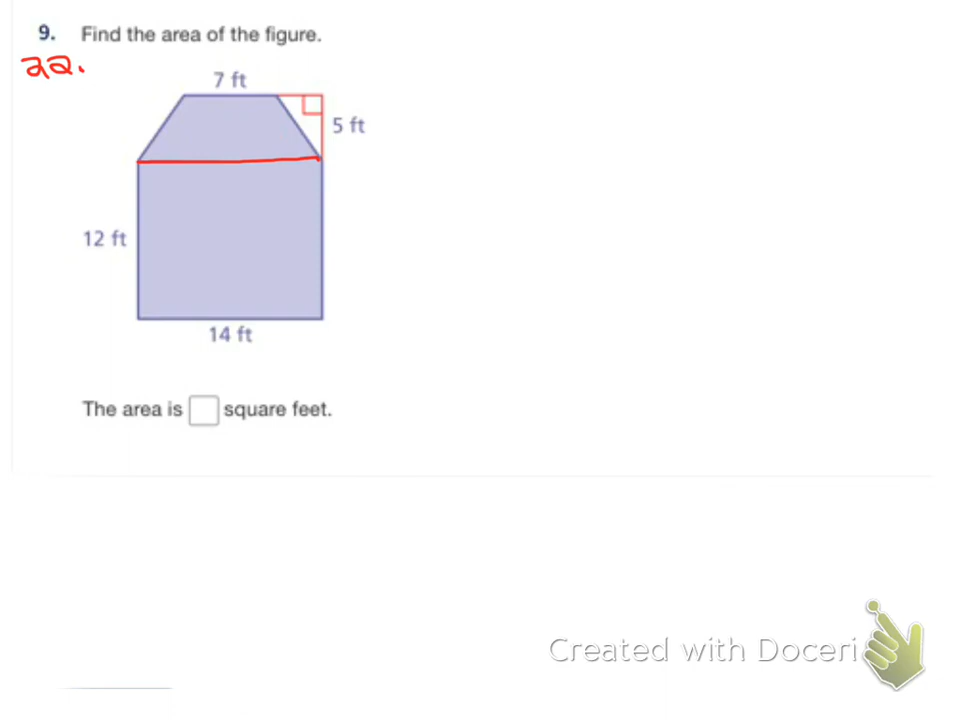 9. Find the area of the figure.
22.
7 ft
5 ft
12 ft
14 ft
The area is square feet.
Created with Doceri